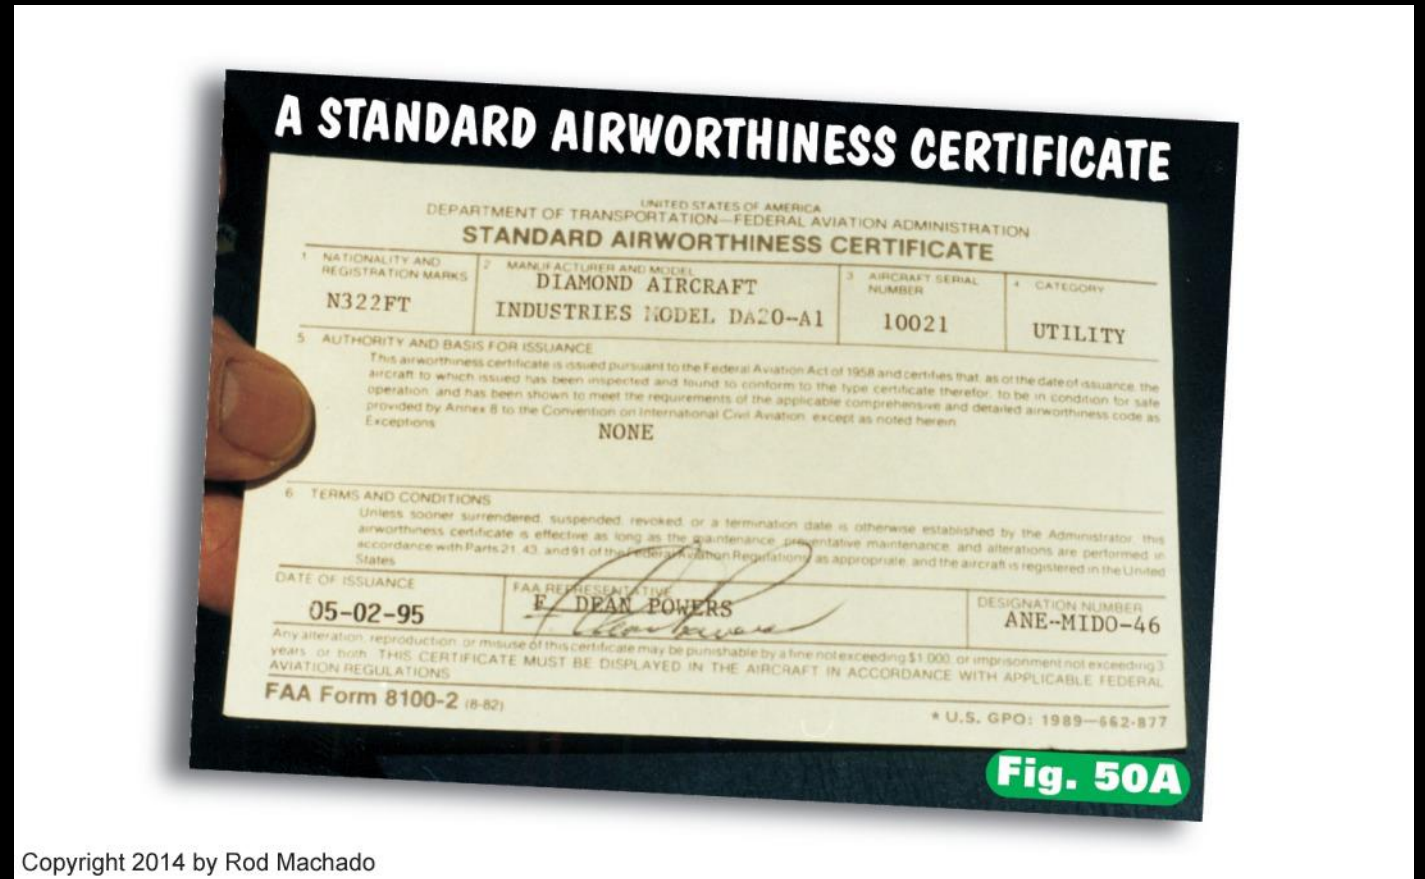 A STANDARD AIRWORTHINESS CERTIFICATE
UNITED STATES OF AMERICA
DEPARTMENT OF TRANSPORTATION—FEDERAL AVIATION ADMINISTRATION
STANDARD AIRWORTHINESS CERTIFICATE
1 NATIONALITY AND
REGISTRATION MARKS
N322FT
2 MANUFACTURER AND MODEL
DIAMOND AIRCRAFT
INDUSTRIES MODEL DA20-A1
3 AIRCRAFT SERIAL
NUMBER
10021
4 CATEGORY
UTILITY
5 AUTHORITY AND BASIS FOR ISSUANCE
This airworthiness certificate is issued pursuant to the Federal Aviation Act of 1958 and certifies that, as of the date of issuance, the
aircraft to which issued has been inspected and found to conform to the type certificate therefor, to be in condition for safe
operation, and has been shown to meet the requirements of the applicable comprehensive and detailed airworthiness code as
provided by Annex 8 to the Convention on International Civil Aviation, except as noted herein
Exceptions
NONE
6 TERMS AND CONDITIONS
Unless sooner surrendered, suspended, revoked, or a termination date is otherwise established by the Administrator, this
airworthiness certificate is effective as long as the maintenance, preventative maintenance, and alterations are performed in
accordance with Parts 21, 43, and 91 of the Federal Aviation Regulations, as appropriate, and the aircraft is registered in the United
States
DATE OF ISSUANCE
05-02-95
FAA REPRESENTATIVE
F. DEAN POWERS
DESIGNATION NUMBER
ANE-MIDO-46
Any alteration, reproduction, or misuse of this certificate may be punishable by a fine not exceeding $1,000, or imprisonment not exceeding 3
years, or both. THIS CERTIFICATE MUST BE DISPLAYED IN THE AIRCRAFT IN ACCORDANCE WITH APPLICABLE FEDERAL
AVIATION REGULATIONS
FAA Form 8100-2 (8-82)
* U.S. GPO: 1989—662-877
Fig. 50A
Copyright 2014 by Rod Machado